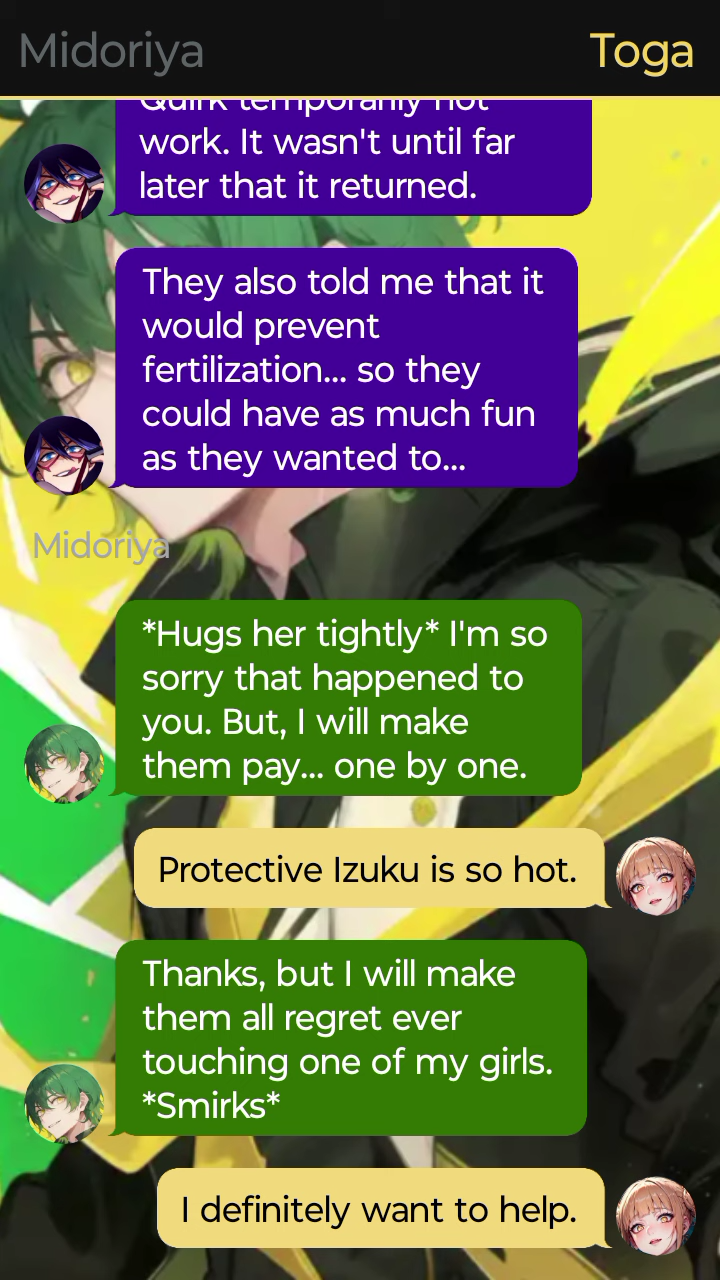 Midoriya
Toga
Quirk temporarily not
work. It wasn't until far
later that it returned.
They also told me that it
would prevent
fertilization... so they
could have as much fun
as they wanted to...
Midoriya
*Hugs her tightly* I'm so
sorry that happened to
you. But, I will make
them pay... one by one.
Protective Izuku is so hot.
Thanks, but I will make
them all regret ever
touching one of my girls.
*Smirks*
I definitely want to help.